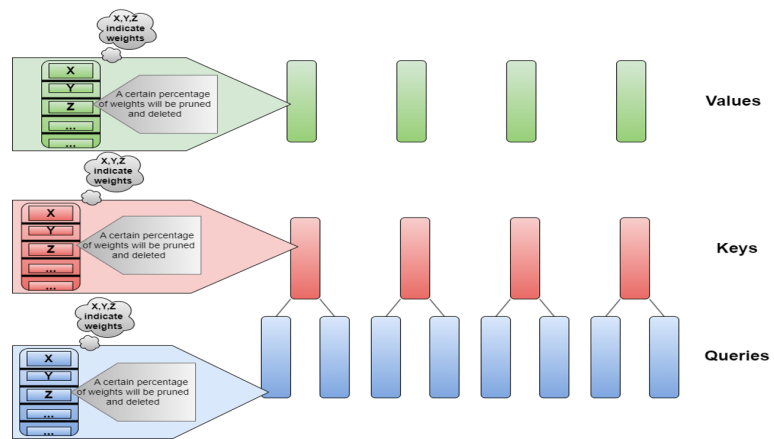 X,Y,Z
indicate
weights
X
Y
Z
...
...
A certain percentage
of weights will be pruned
and deleted
Values
X,Y,Z
indicate
weights
X
Y
Z
...
...
A certain percentage
of weights will be pruned
and deleted
Keys
X,Y,Z
indicate
weights
X
Y
Z
...
...
A certain percentage
of weights will be pruned
and deleted
Queries